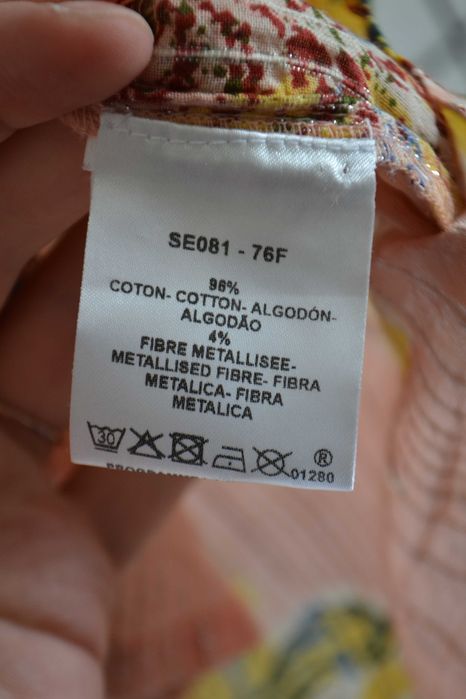 SE081 - 76F
96%
COTON- COTTON- ALGODÓN-
ALGODÃO
4%
FIBRE METALLISEE-
METALLISED FIBRE- FIBRA
METALICA- FIBRA
METALICA
30
®
01280